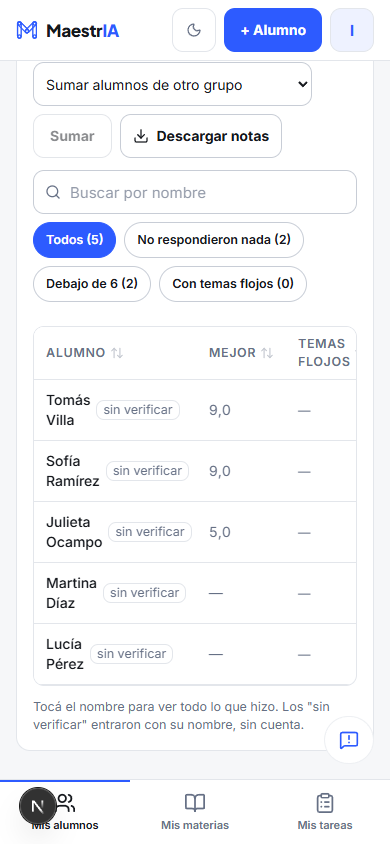 MaestrIA
+ Alumno
I
Sumar alumnos de otro grupo
Sumar
Descargar notas
Buscar por nombre
Todos (5)
No respondieron nada (2)
Debajo de 6 (2)
Con temas flojos (0)
ALUMNO
MEJOR
TEMAS
FLOJOS
Tomás
Villa
sin verificar
9,0
—
Sofía
Ramírez
sin verificar
9,0
—
Julieta
Ocampo
sin verificar
5,0
—
Martina
Díaz
sin verificar
—
—
Lucía
Pérez
sin verificar
—
—
Tocá el nombre para ver todo lo que hizo. Los "sin
verificar" entraron con su nombre, sin cuenta.
N
Mis alumnos
Mis materias
Mis tareas